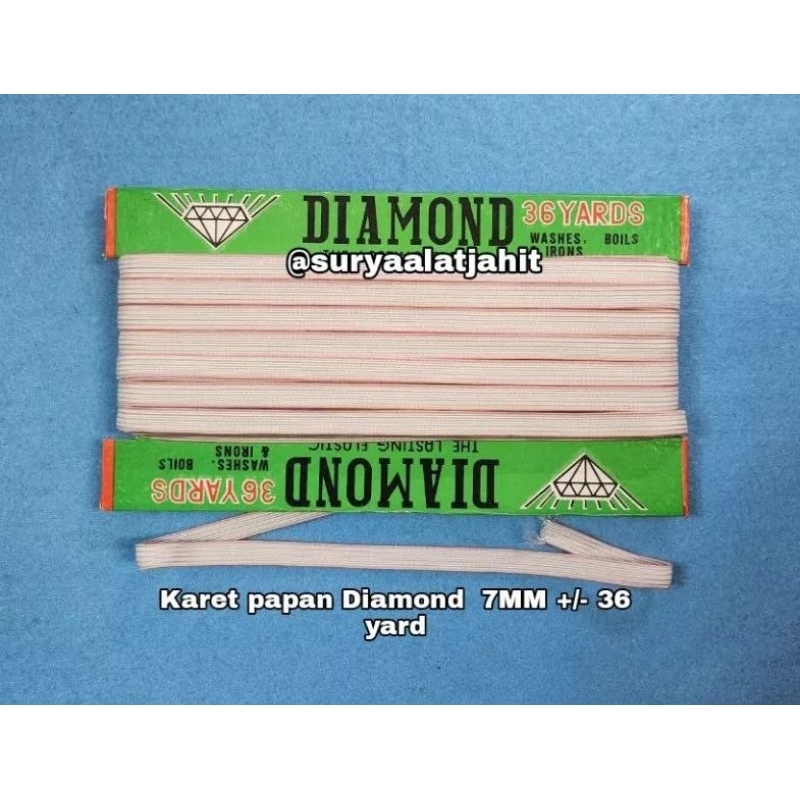 DIAMOND 36 YARDS
WASHES, BOILS
IRONS
@suryaalatjahit
THE LASTING ELASTIC
DIAMOND 36 YARDS
WASHES, BOILS
& IRONS
Karet papan Diamond 7MM +/- 36
yard